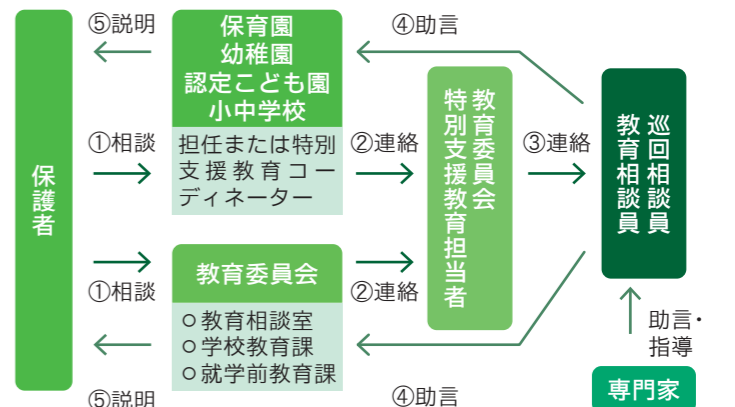 保護者
⑤説明
①相談
①相談
⑤説明
保育園
幼稚園
認定こども園
小中学校
担任または特別
支援教育コー
ディネーター
教育委員会
○教育相談室
○学校教育課
○就学前教育課
④助言
②連絡
②連絡
④助言
教育委員会
特別支援教育担当者
③連絡
巡回相談員
教育相談員
助言・
指導
専門家